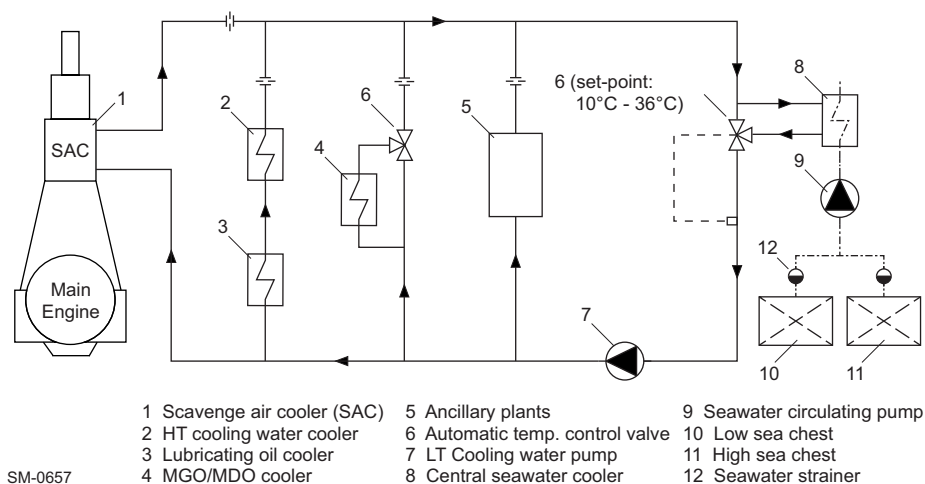 1
SAC
Main
Engine
2
3
4
6
5
6 (set-point:
10°C - 36°C)
7
8
9
12
10
11
1 Scavenge air cooler (SAC)
2 HT cooling water cooler
3 Lubricating oil cooler
4 MGO/MDO cooler
5 Ancillary plants
6 Automatic temp. control valve
7 LT Cooling water pump
8 Central seawater cooler
9 Seawater circulating pump
10 Low sea chest
11 High sea chest
12 Seawater strainer
SM-0657